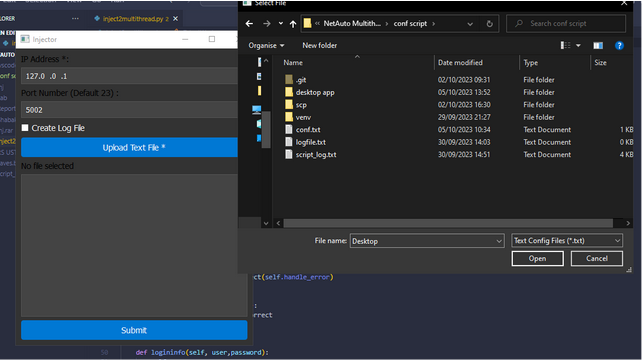 inject2multithread.py 2
Select File
XPLORER
Injector
NetAuto Multith... › conf script ›
Search conf script
Organise
New folder
IP Address *:
127.0 .0 .1
Port Number (Default 23) :
5002
Create Log File
Upload Text File *
No file selected
Submit
Name
Date modified
Type
Size
.git
02/10/2023 09:31
File folder
desktop app
05/10/2023 13:52
File folder
scp
02/10/2023 16:30
File folder
venv
29/09/2023 21:27
File folder
conf.txt
05/10/2023 10:34
Text Document
1 KB
logfile.txt
30/09/2023 14:03
Text Document
0 KB
script_log.txt
30/09/2023 14:51
Text Document
4 KB
File name:
Desktop
Text Config Files (*.txt)
Open
Cancel
ct(self.handle_error)
:
orrect
50
def logininfo(self, user,password):